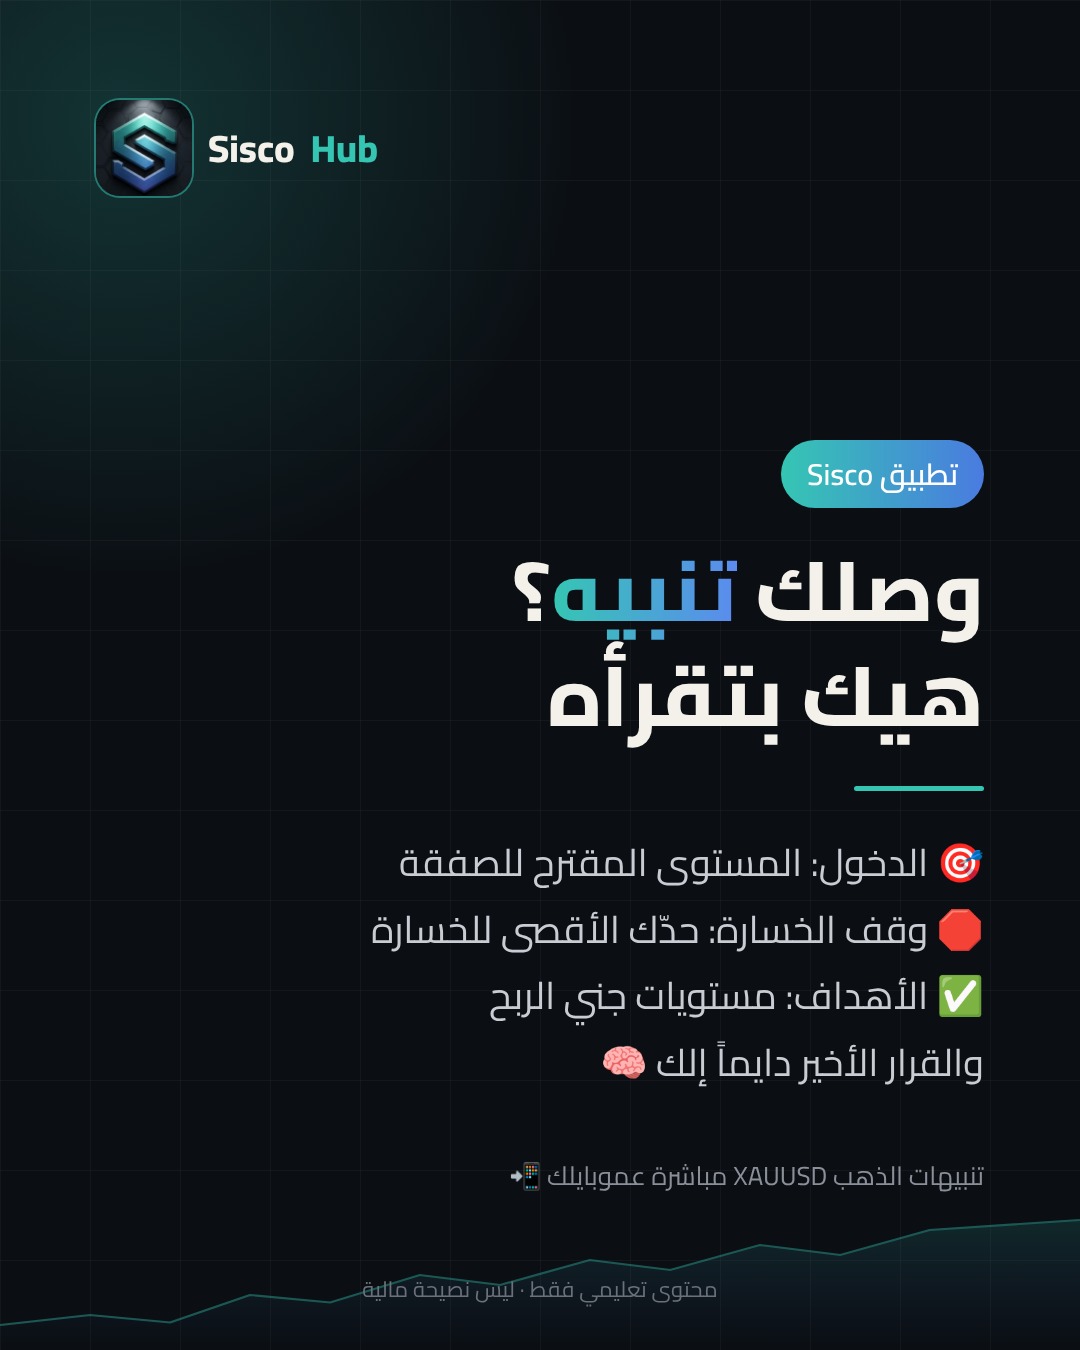 Sisco Hub
تطبيق Sisco
وصلك تنبيه؟
هيك بتقرأه
🎯 الدخول: المستوى المقترح للصفقة
🛑 وقف الخسارة: حدّك الأقصى للخسارة
✅ الأهداف: مستويات جني الربح
والقرار الأخير دايماً إلك 🧠
تنبيهات الذهب XAUUSD مباشرة عموبايلك 📲
محتوى تعليمي فقط · ليس نصيحة مالية